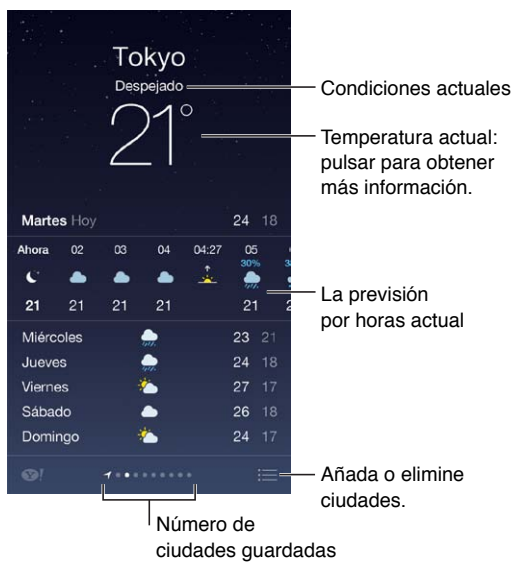 Tokyo
Despejado
21°
Condiciones actuales
Temperatura actual:
pulsar para obtener
más información.
Martes Hoy 24 18
Ahora 02 03 04 04:27 05
30%
21 21 21 21 21 2
La previsión
por horas actual
Miércoles 23 21
Jueves 24 18
Viernes 27 17
Sábado 26 18
Domingo 24 17
Y!
Añada o elimine
ciudades.
Número de
ciudades guardadas